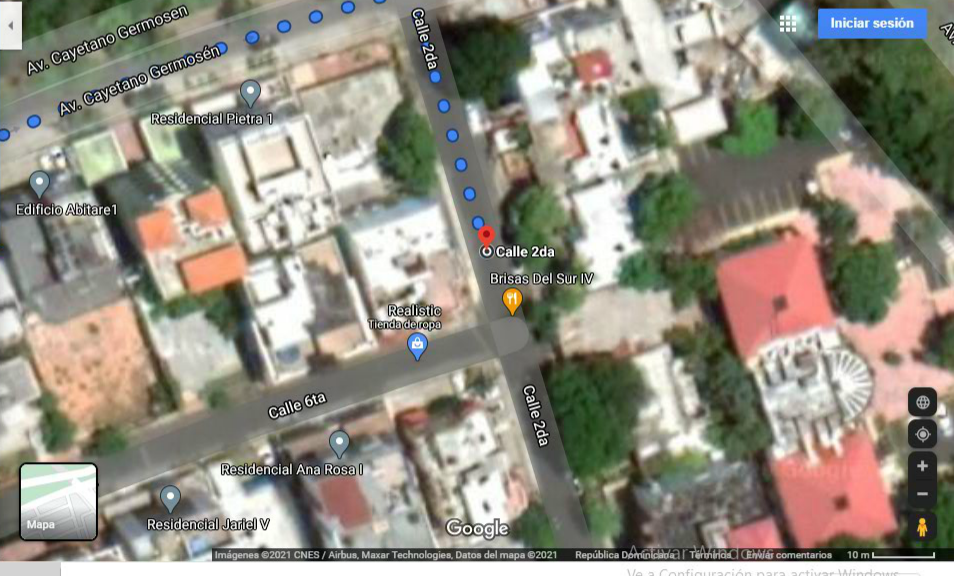 Av. Cayetano Germosen
Calle 2da
Iniciar sesión
Av
Av. Cayetano Germosén
Residencial Pietra 1
Edificio Abitare1
Calle 2da
Brisas Del Sur IV
Realistic
Tienda de ropa
Calle 6ta
Calle 2da
Residencial Ana Rosa I
Residencial Jariel V
Mapa
Google
Imágenes ©2021 CNES / Airbus, Maxar Technologies, Datos del mapa ©2021 República Dominicana Términos Enviar comentarios 10 m
Activar Windows
Ve a Configuración para activar Windows.